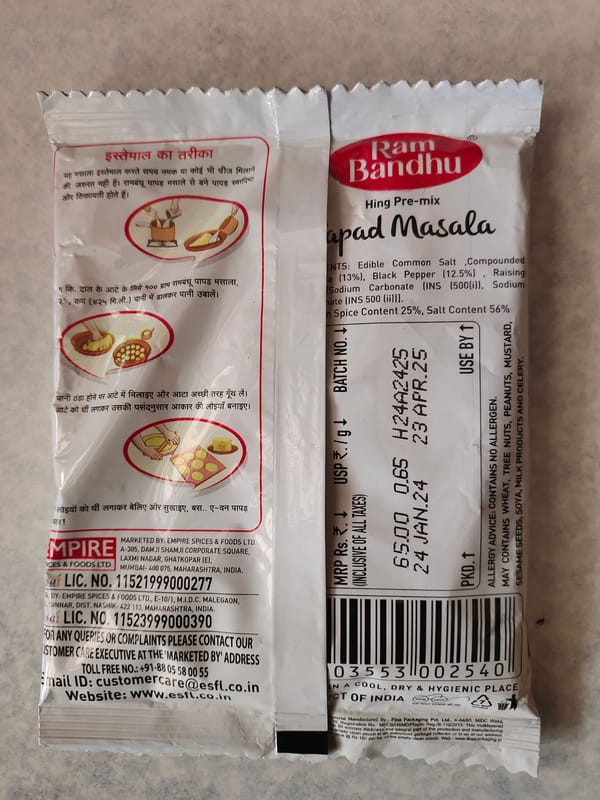 इस्तेमाल का तरीका
यह मसाला इस्तेमाल करते समय नमक या कोई भी चीज मिलाने
की जरूरत नही हैं। रामबंधू पापड़ मसाले से बने पापड़ स्वादिष्ट
और किफायती होते हैं।
कि. दाल के आटे के लिये १०० ग्राम रामबंधू पापड़ मसाला,
कप (४२५ मि.ली.) पानी में डालकर पानी उबालें।
पानी ठंडा होने पर आटे में मिलाइए और आटा अच्छी तरह गूँथ लें।
आटे को घीं लगाकर उसकी पसंदनुसार आकार की लोइयाँ बनाइए।
लोइयों को घीं लगाकर बेलिए और सुखाइए, बस.. ए-वन पापड़
EMPIRE
SPICES & FOODS LTD.
MARKETED BY: EMPIRE SPICES & FOODS LTD.
A-305, DAMJI SHAMJI CORPORATE SQUARE,
LAXMI NAGAR, GHATKOPAR (E),
MUMBAI- 400 075, MAHARASHTRA, INDIA.
LIC. NO. 11521999000277
BY: EMPIRE SPICES & FOODS LTD., E-10/1, M.I.D.C. MALEGAON,
SINNAR, DIST. NASHIK- 422 113, MAHARASHTRA, INDIA.
LIC. NO. 11523999000390
FOR ANY QUERIES OR COMPLAINTS PLEASE CONTACT OUR
CUSTOMER CARE EXECUTIVE AT THE 'MARKETED BY' ADDRESS
TOLL FREE NO.: +91-88 05 58 00 55
Email ID: customercare@esfl.co.in
Website: www.esfl.co.in
Ram
Bandhu®
Hing Pre-mix
apad Masala
ENTS: Edible Common Salt ,Compounded
(13%), Black Pepper (12.5%) , Raising
Sodium Carbonate (INS [500(i)], Sodium
nate (INS 500 (ii)].
Spice Content 25%, Salt Content 56%
MRP Rs ₹. ↓ USP ₹. / g ↓ BATCH NO. ↓
(INCLUSIVE OF ALL TAXES)
65.00 0.65 H24A2425
24 JAN.24 23 APR.25
PKD. ↑ USE BY ↑
ALLERGY ADVICE: CONTAINS NO ALLERGEN.
MAY CONTAINS WHEAT, TREE NUTS, PEANUTS, MUSTARD,
SESAME SEEDS, SOYA, MILK PRODUCTS AND CELERY.
03553 002540
IN A COOL, DRY & HYGIENIC PLACE
CT OF INDIA